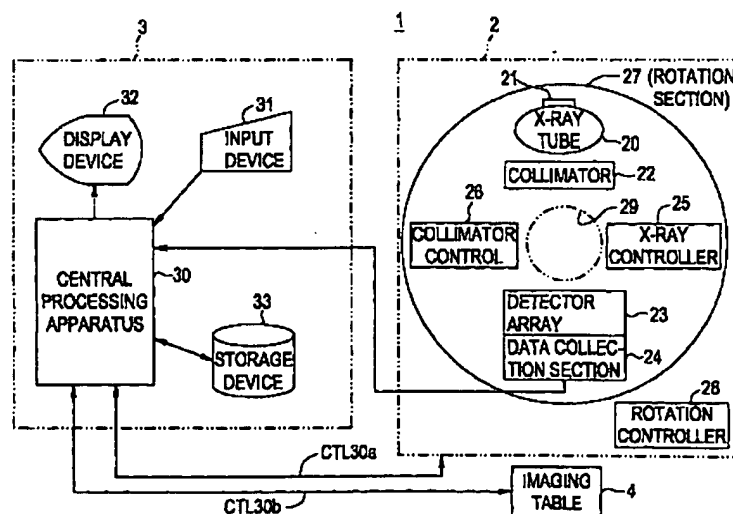 1
3
2
32
DISPLAY
DEVICE
31
INPUT
DEVICE
21
27 (ROTATION
SECTION)
X-RAY
TUBE
20
COLLIMATOR
22
26
COLLIMATOR
CONTROL
29
25
X-RAY
CONTROLLER
CENTRAL
PROCESSING
APPARATUS
30
33
STORAGE
DEVICE
DETECTOR
ARRAY
23
DATA COLLEC-
TION SECTION
24
28
ROTATION
CONTROLLER
CTL30a
CTL30b
IMAGING
TABLE
4